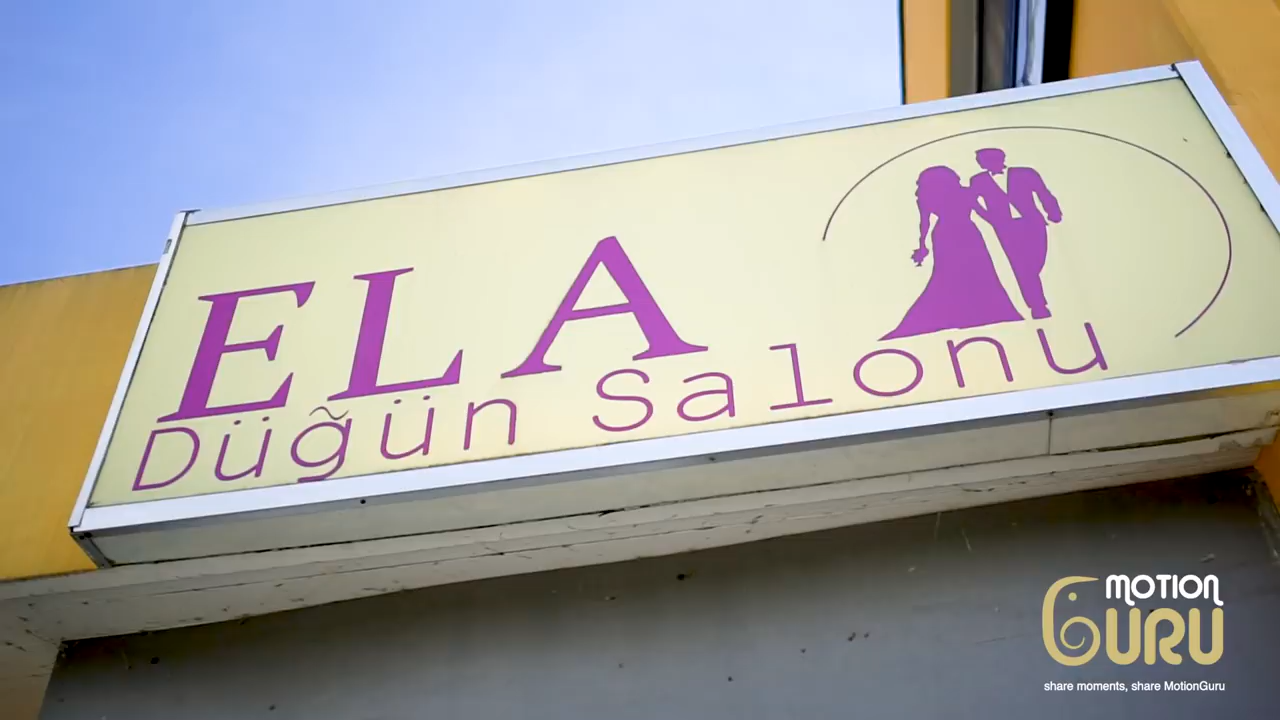 ELA
Düğün Salonu
MOTION
GURU
share moments, share MotionGuru